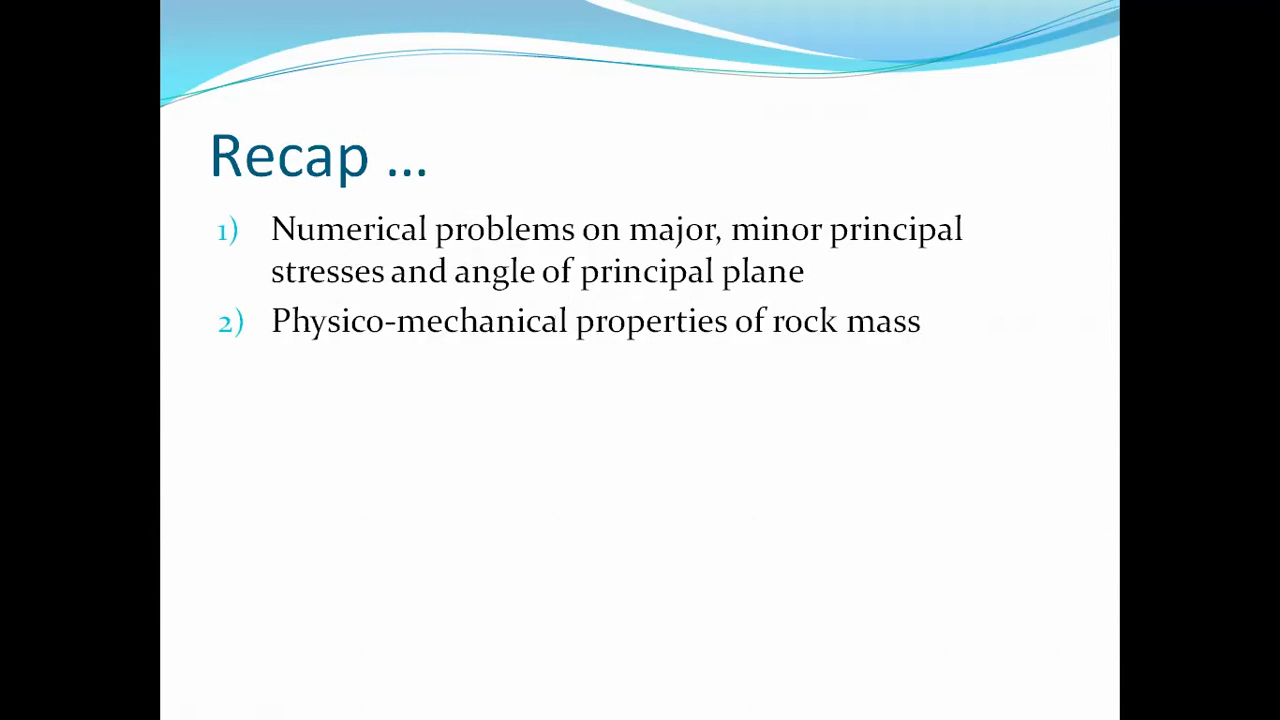 Recap ...
1) Numerical problems on major, minor principal
stresses and angle of principal plane
2) Physico-mechanical properties of rock mass